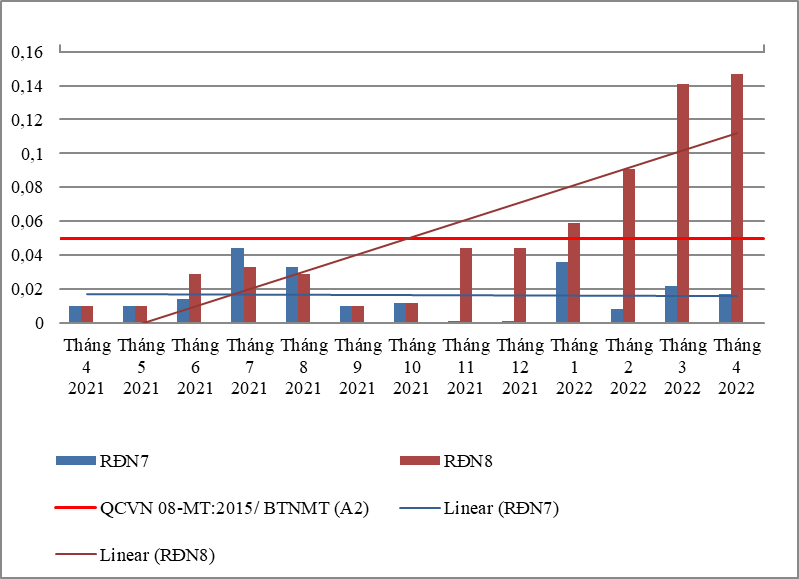 0,16
0,14
0,12
0,1
0,08
0,06
0,04
0,02
0
Tháng 4 2021
Tháng 5 2021
Tháng 6 2021
Tháng 7 2021
Tháng 8 2021
Tháng 9 2021
Tháng 10 2021
Tháng 11 2021
Tháng 12 2021
Tháng 1 2022
Tháng 2 2022
Tháng 3 2022
Tháng 4 2022
RĐN7
RĐN8
QCVN 08-MT:2015/ BTNMT (A2)
Linear (RĐN7)
Linear (RĐN8)